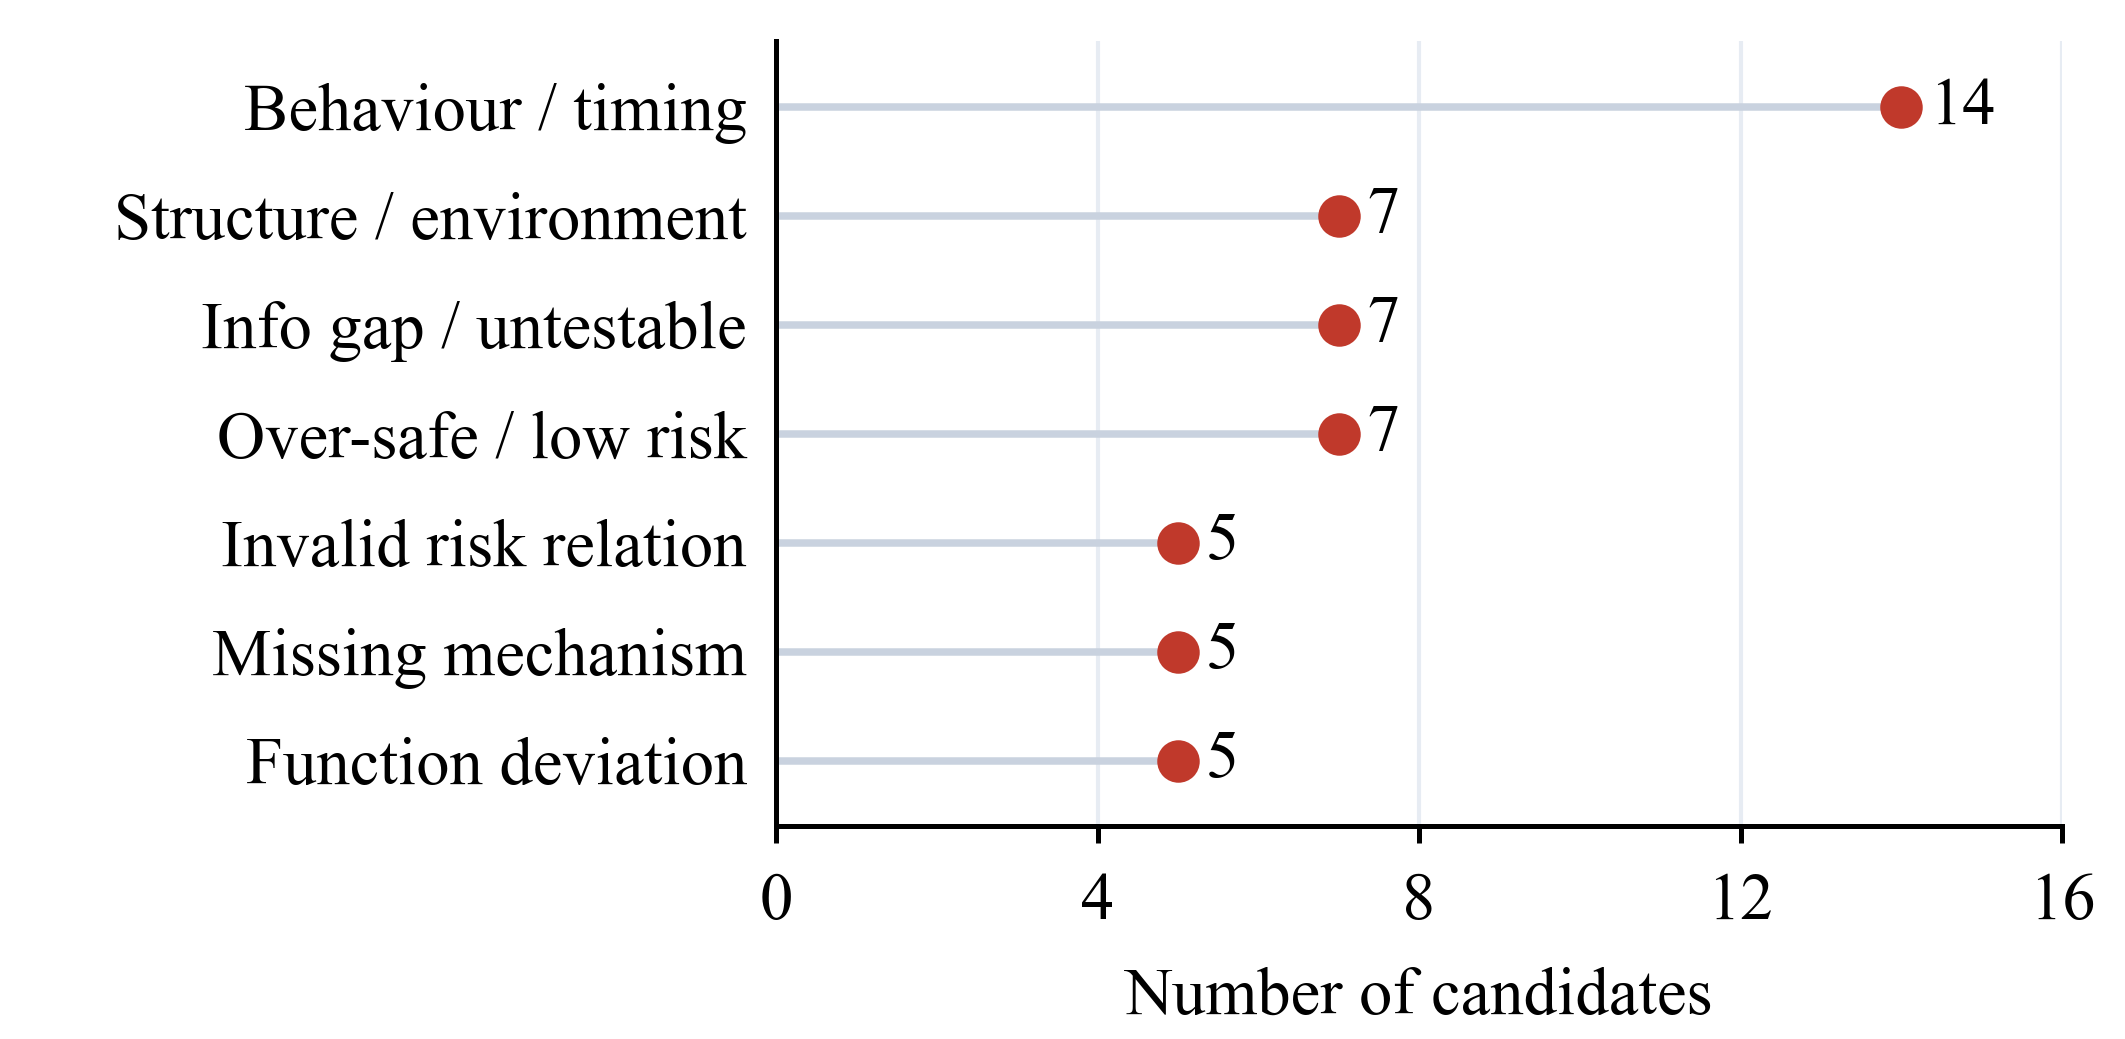 Behaviour / timing 14
Structure / environment 7
Info gap / untestable 7
Over-safe / low risk 7
Invalid risk relation 5
Missing mechanism 5
Function deviation 5
0 4 8 12 16
Number of candidates